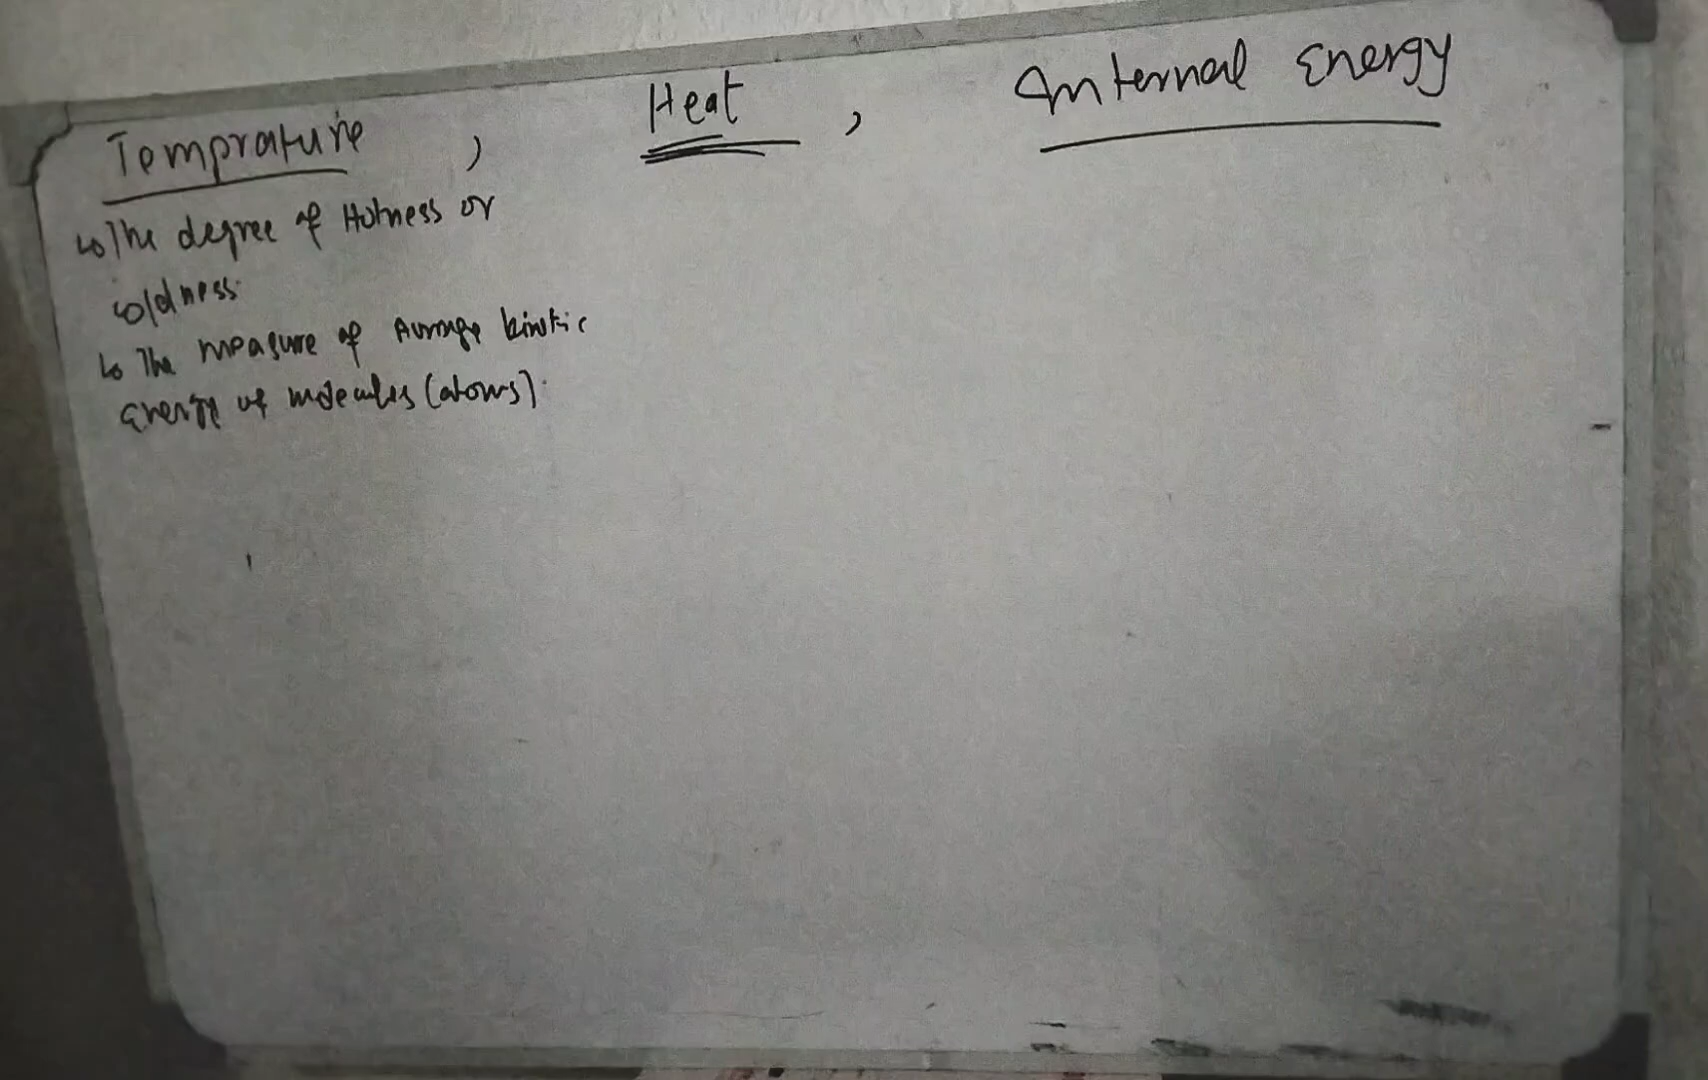 Temprature , Heat , Internal Energy
The degree of Hotness or
coldness.
The measure of Average kinetic
Energy of molecules (atoms).